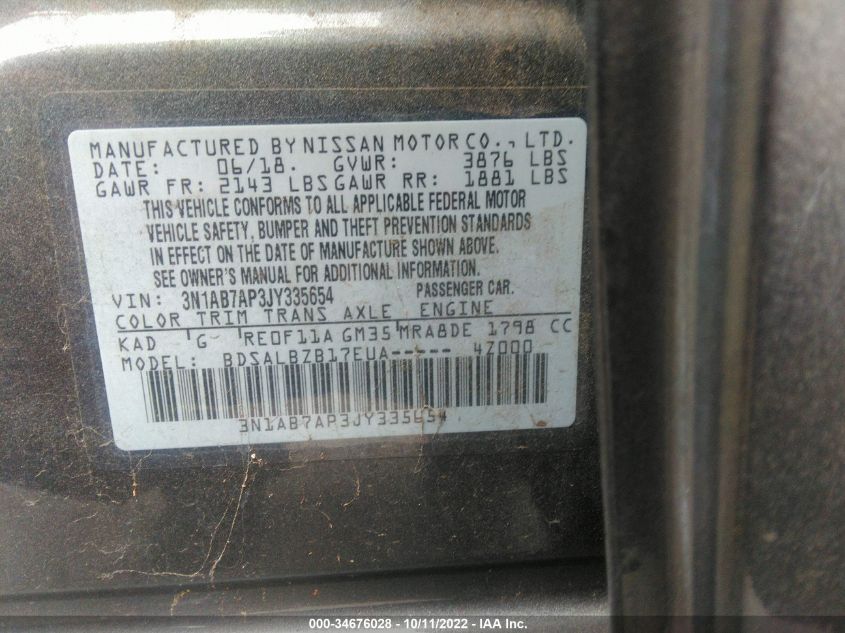 MANUFACTURED BY NISSAN MOTOR CO., LTD.
DATE: 06/18. GVWR: 3876 LBS
GAWR FR: 2143 LBS GAWR RR: 1881 LBS
THIS VEHICLE CONFORMS TO ALL APPLICABLE FEDERAL MOTOR
VEHICLE SAFETY, BUMPER AND THEFT PREVENTION STANDARDS
IN EFFECT ON THE DATE OF MANUFACTURE SHOWN ABOVE.
SEE OWNER'S MANUAL FOR ADDITIONAL INFORMATION.
VIN: 3N1AB7AP3JY335654 PASSENGER CAR.
COLOR TRIM TRANS AXLE ENGINE
KAD G RE0F11A GM35 MRA8DE 1798 CC
MODEL: BDSALBZB17EUA----- 4Z000
3N1AB7AP3JY335654
000-34676028 - 10/11/2022 - IAA Inc.